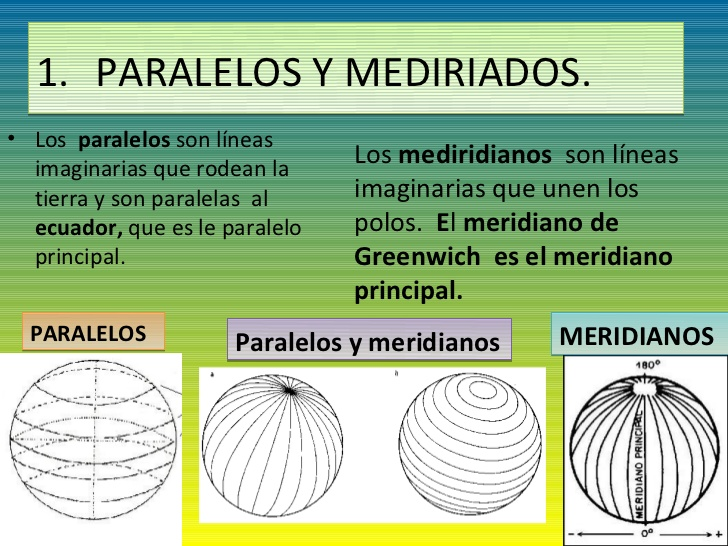 1. PARALELOS Y MEDIRIADOS.
• Los paralelos son líneas
imaginarias que rodean la
tierra y son paralelas al
ecuador, que es le paralelo
principal.
Los mediridianos son líneas
imaginarias que unen los
polos. El meridiano de
Greenwich es el meridiano
principal.
PARALELOS
Paralelos y meridianos
MERIDIANOS
a
b
180°
MERIDIANO PRINCIPAL
- 0° +